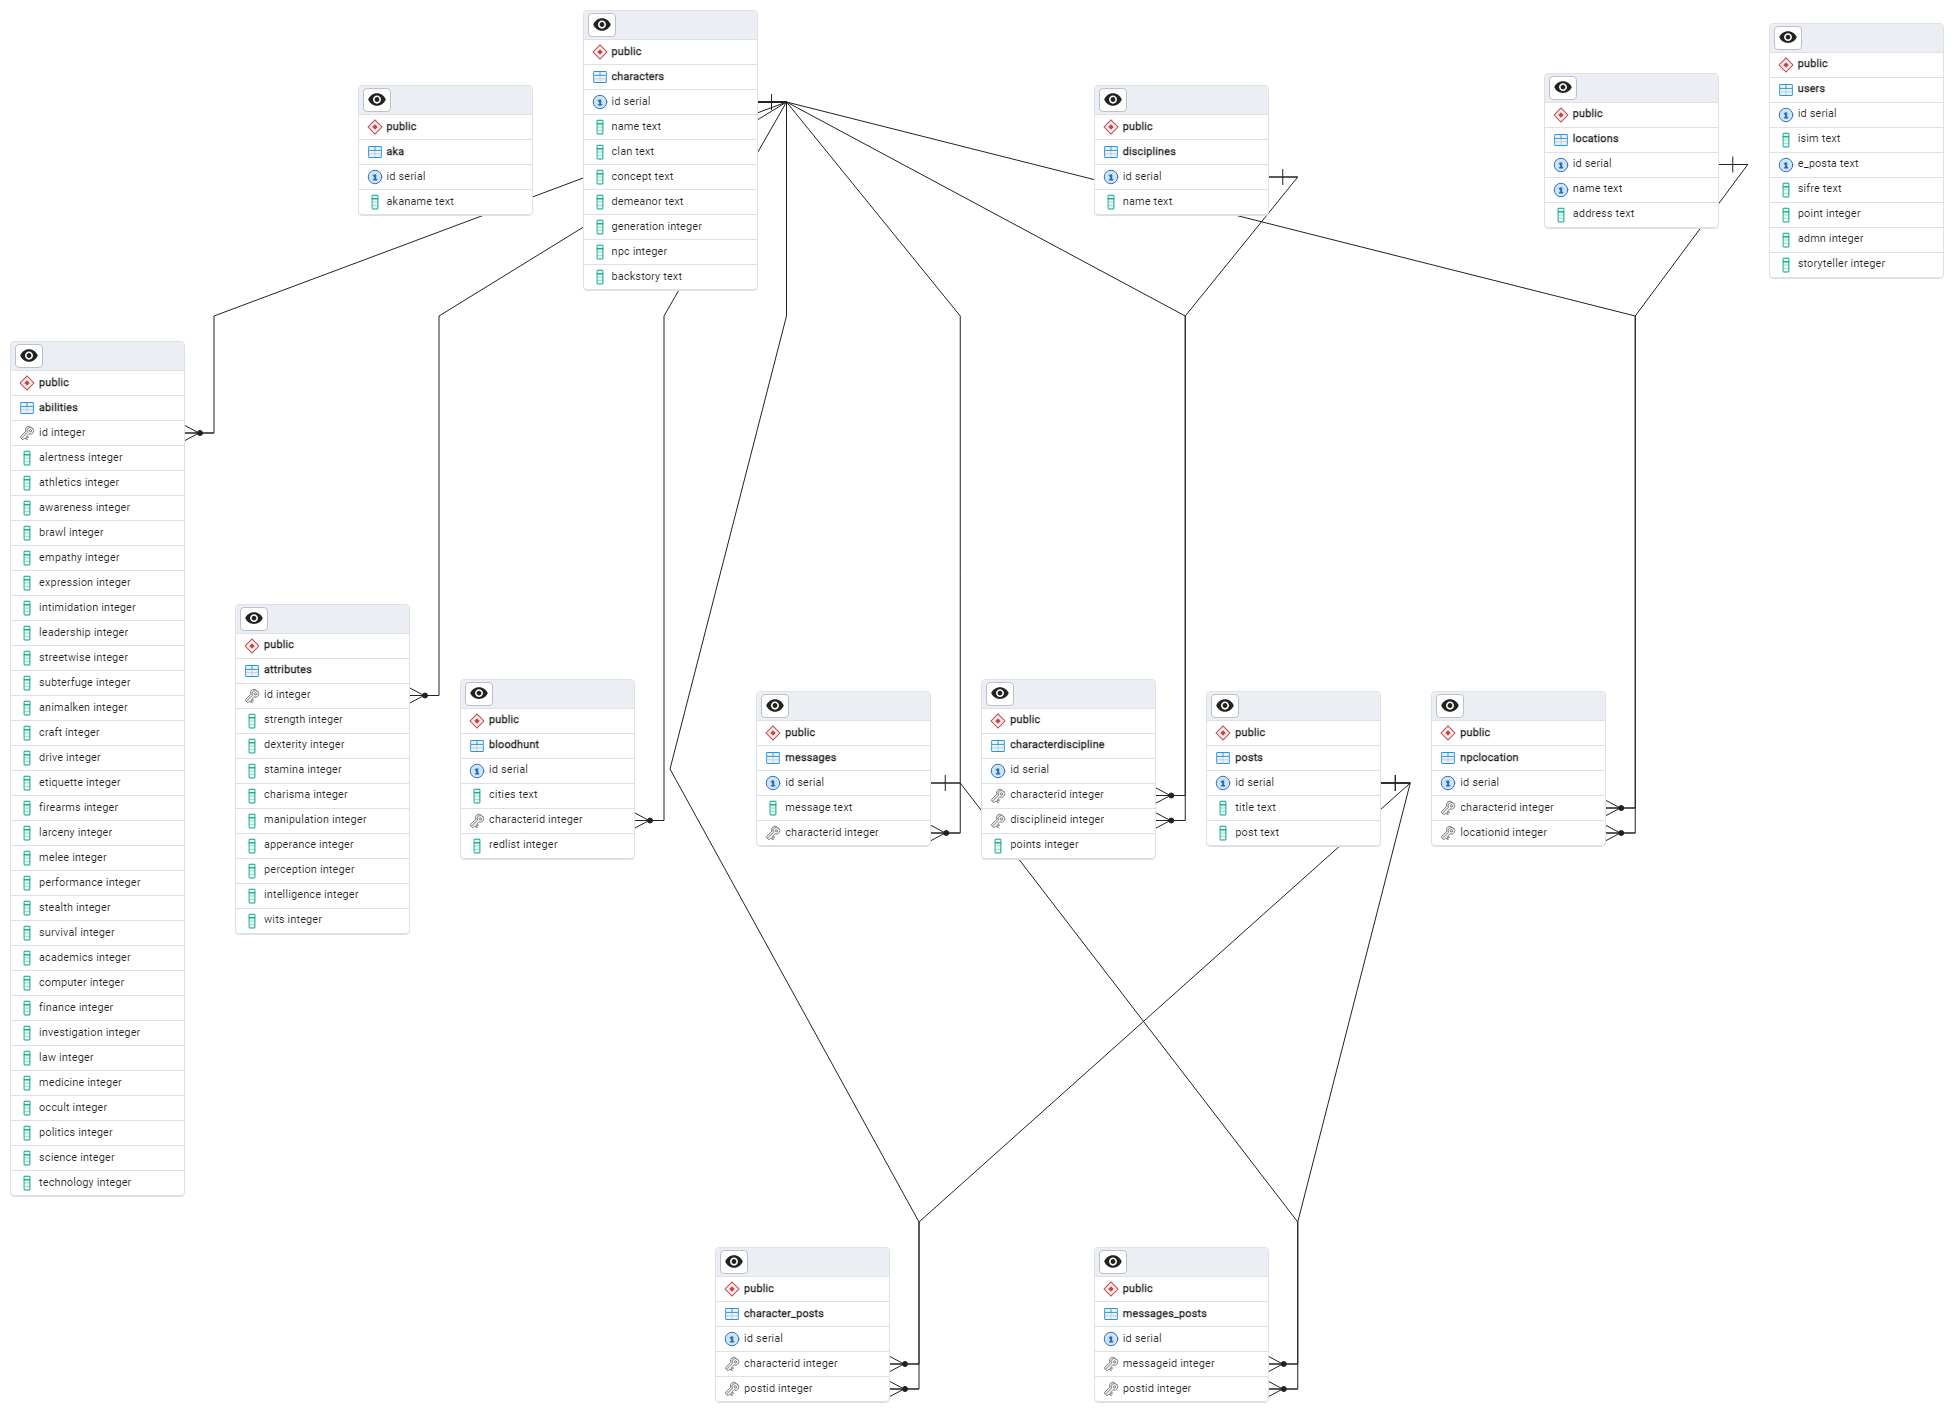 public
characters
id serial
name text
clan text
concept text
demeanor text
generation integer
npc integer
backstory text
public
aka
id serial
akaname text
public
disciplines
id serial
name text
public
locations
id serial
name text
address text
public
users
id serial
isim text
e_posta text
sifre text
point integer
admn integer
storyteller integer
public
abilities
id integer
alertness integer
athletics integer
awareness integer
brawl integer
empathy integer
expression integer
intimidation integer
leadership integer
streetwise integer
subterfuge integer
animalken integer
craft integer
drive integer
etiquette integer
firearms integer
larceny integer
melee integer
performance integer
stealth integer
survival integer
academics integer
computer integer
finance integer
investigation integer
law integer
medicine integer
occult integer
politics integer
science integer
technology integer
public
attributes
id integer
strength integer
dexterity integer
stamina integer
charisma integer
manipulation integer
apperance integer
perception integer
intelligence integer
wits integer
public
bloodhunt
id serial
cities text
characterid integer
redlist integer
public
messages
id serial
message text
characterid integer
public
characterdiscipline
id serial
characterid integer
disciplineid integer
points integer
public
posts
id serial
title text
post text
public
npclocation
id serial
characterid integer
locationid integer
public
character_posts
id serial
characterid integer
postid integer
public
messages_posts
id serial
messageid integer
postid integer